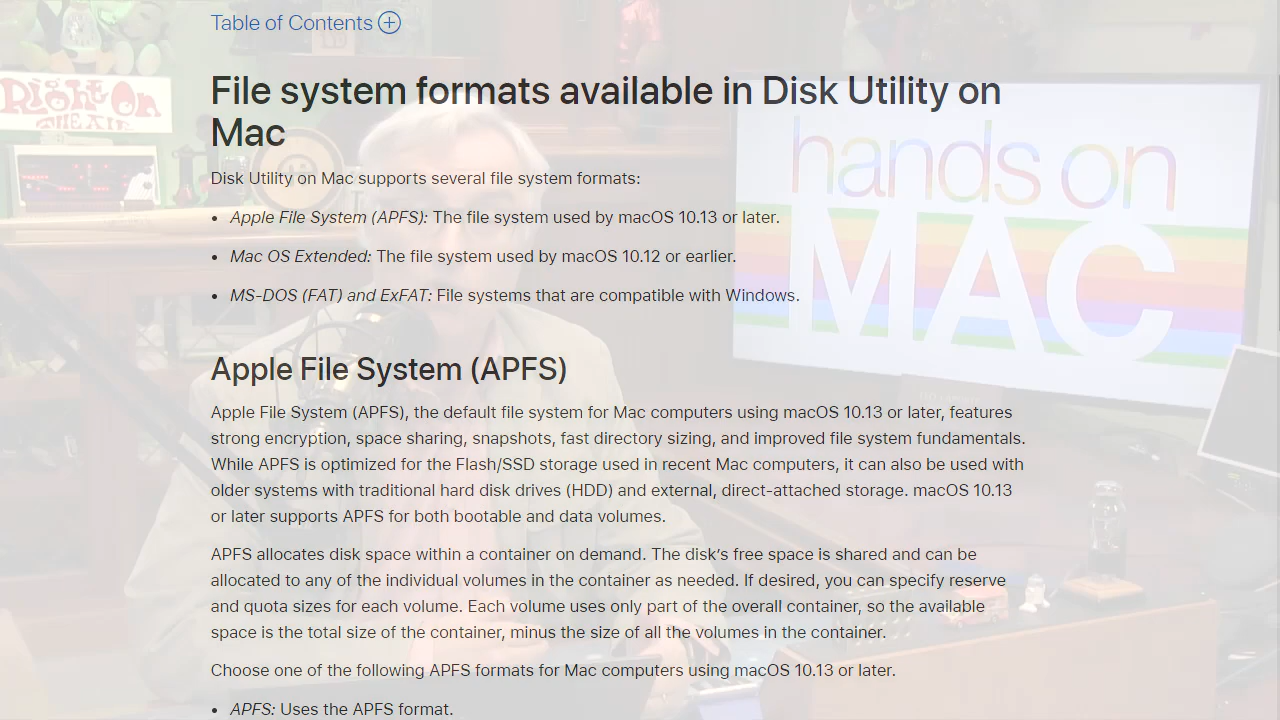 Table of Contents
File system formats available in Disk Utility on
Mac
Disk Utility on Mac supports several file system formats:
• Apple File System (APFS): The file system used by macOS 10.13 or later.
• Mac OS Extended: The file system used by macOS 10.12 or earlier.
• MS-DOS (FAT) and ExFAT: File systems that are compatible with Windows.
Apple File System (APFS)
Apple File System (APFS), the default file system for Mac computers using macOS 10.13 or later, features
strong encryption, space sharing, snapshots, fast directory sizing, and improved file system fundamentals.
While APFS is optimized for the Flash/SSD storage used in recent Mac computers, it can also be used with
older systems with traditional hard disk drives (HDD) and external, direct-attached storage. macOS 10.13
or later supports APFS for both bootable and data volumes.
APFS allocates disk space within a container on demand. The disk’s free space is shared and can be
allocated to any of the individual volumes in the container as needed. If desired, you can specify reserve
and quota sizes for each volume. Each volume uses only part of the overall container, so the available
space is the total size of the container, minus the size of all the volumes in the container.
Choose one of the following APFS formats for Mac computers using macOS 10.13 or later.
• APFS: Uses the APFS format.
Right On
THE AIR
hands on
MAC